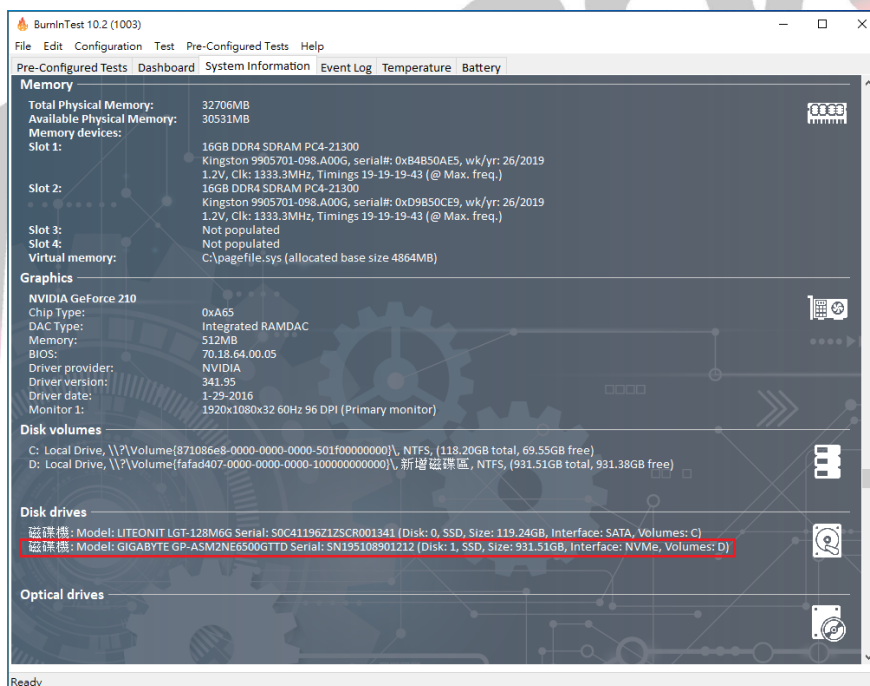 BurnInTest 10.2 (1003)
File Edit Configuration Test Pre-Configured Tests Help
Pre-Configured Tests Dashboard System Information Event Log Temperature Battery
Memory
Total Physical Memory: 32706MB
Available Physical Memory: 30531MB
Memory devices:
Slot 1: 16GB DDR4 SDRAM PC4-21300
Kingston 9905701-098.A00G, serial#: 0xB4B50AE5, wk/yr: 26/2019
1.2V, Clk: 1333.3MHz, Timings 19-19-19-43 (@ Max. freq.)
Slot 2: 16GB DDR4 SDRAM PC4-21300
Kingston 9905701-098.A00G, serial#: 0xD9B50CE9, wk/yr: 26/2019
1.2V, Clk: 1333.3MHz, Timings 19-19-19-43 (@ Max. freq.)
Slot 3: Not populated
Slot 4: Not populated
Virtual memory: C:\pagefile.sys (allocated base size 4864MB)
Graphics
NVIDIA GeForce 210
Chip Type: 0xA65
DAC Type: Integrated RAMDAC
Memory: 512MB
BIOS: 70.18.64.00.05
Driver provider: NVIDIA
Driver version: 341.95
Driver date: 1-29-2016
Monitor 1: 1920x1080x32 60Hz 96 DPI (Primary monitor)
Disk volumes
C: Local Drive, \\?\Volume{871086e8-0000-0000-0000-501f00000000}\, NTFS, (118.20GB total, 69.55GB free)
D: Local Drive, \\?\Volume{fafad407-0000-0000-0000-100000000000}\, 新增磁碟區, NTFS, (931.51GB total, 931.38GB free)
Disk drives
磁碟機: Model: LITEONIT LGT-128M6G Serial: S0C41196Z1ZSCR001341 (Disk: 0, SSD, Size: 119.24GB, Interface: SATA, Volumes: C)
磁碟機: Model: GIGABYTE GP-ASM2NE6500GTTD Serial: SN195108901212 (Disk: 1, SSD, Size: 931.51GB, Interface: NVMe, Volumes: D)
Optical drives
Ready